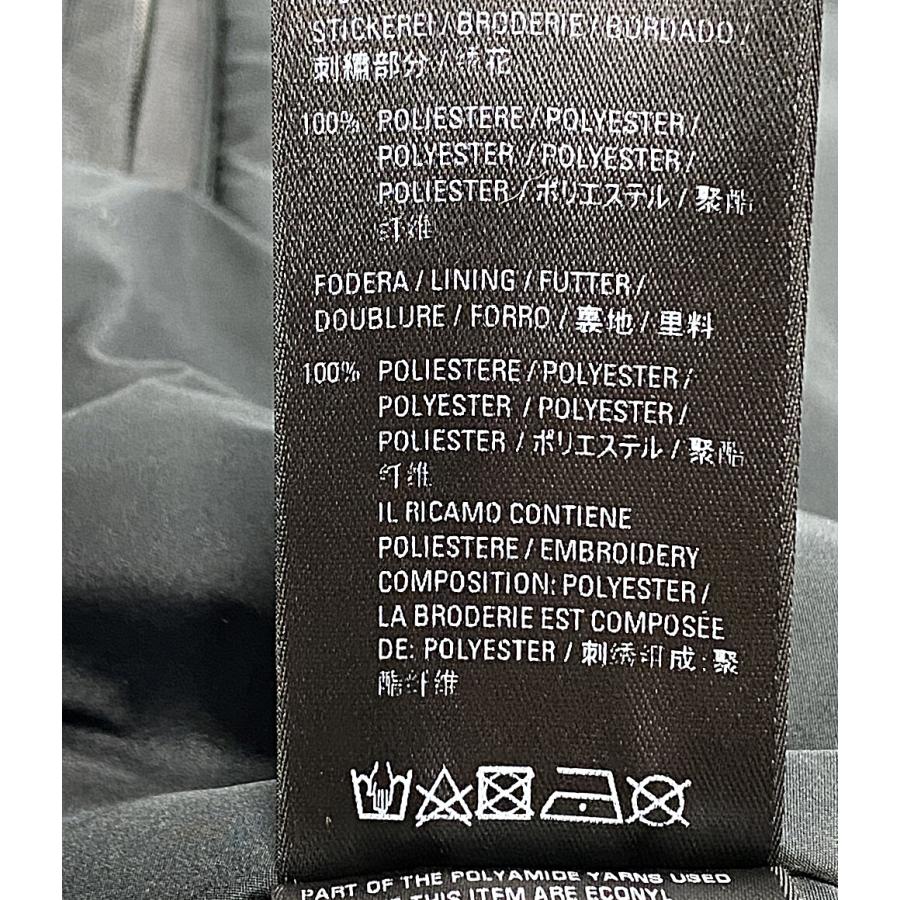 STICKEREI / BRODERIE / BORDADO /
刺繍部分 / 绣花
100% POLIESTERE / POLYESTER /
POLYESTER / POLYESTER /
POLIESTER / ポリエステル / 聚酯
纤维
FODERA / LINING / FUTTER /
DOUBLURE / FORRO / 裏地 / 里料
100% POLIESTERE / POLYESTER /
POLYESTER / POLYESTER /
POLIESTER / ポリエステル / 聚酯
纤维
IL RICAMO CONTIENE
POLIESTERE / EMBROIDERY
COMPOSITION: POLYESTER /
LA BRODERIE EST COMPOSÉE
DE: POLYESTER / 刺绣组成: 聚
酯纤维
PART OF THE POLYAMIDE YARNS USED
THIS ITEM ARE ECONYL